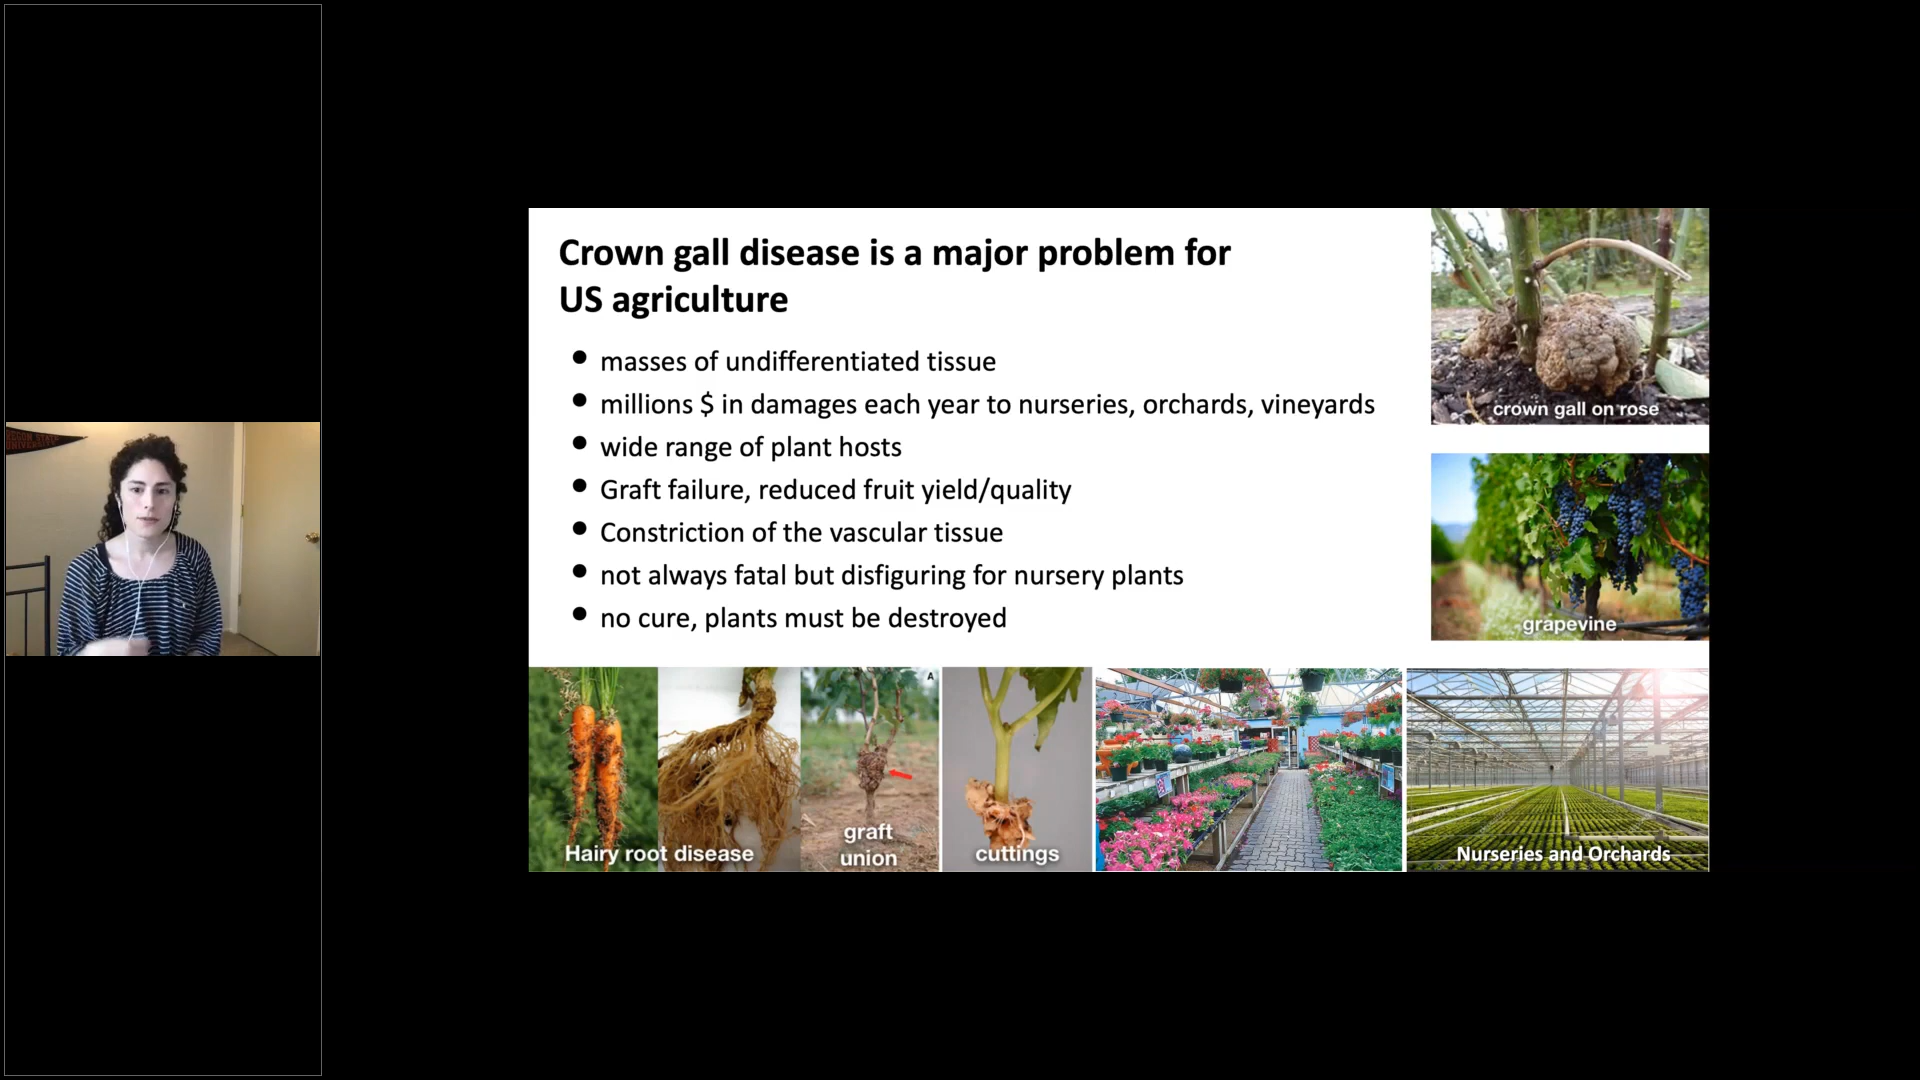 OREGON STATE
UNIVERSITY
Crown gall disease is a major problem for
US agriculture
• masses of undifferentiated tissue
• millions $ in damages each year to nurseries, orchards, vineyards
• wide range of plant hosts
• Graft failure, reduced fruit yield/quality
• Constriction of the vascular tissue
• not always fatal but disfiguring for nursery plants
• no cure, plants must be destroyed
crown gall on rose
grapevine
Hairy root disease
A
graft
union
cuttings
Nurseries and Orchards